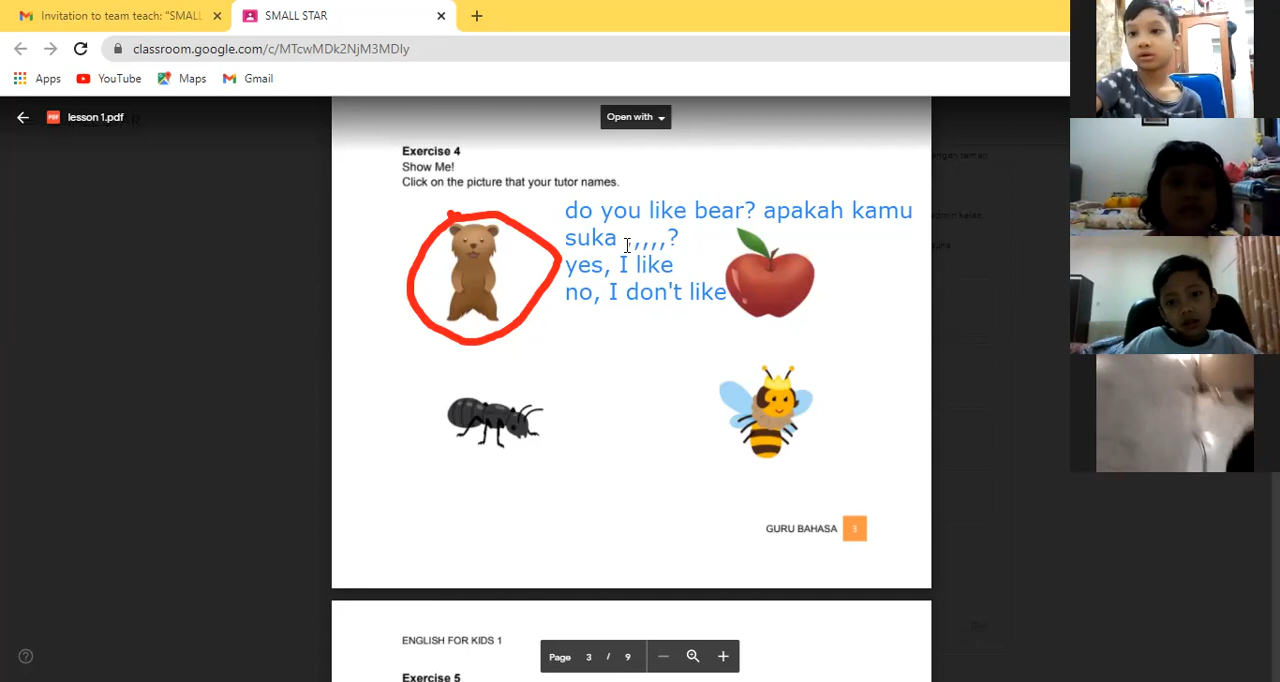 Invitation to team teach: "SMALL
SMALL STAR
classroom.google.com/c/MTcwMDk2NjM3MDIy
Apps
YouTube
Maps
Gmail
lesson 1.pdf
Open with
Exercise 4
Show Me!
Click on the picture that your tutor names.
do you like bear? apakah kamu
suka ,,,,,,?
yes, I like
no, I don't like
GURU BAHASA 3
ENGLISH FOR KIDS 1
Page 3 / 9
Exercise 5